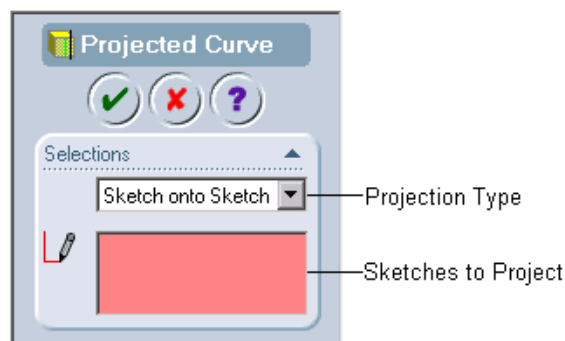 Projected Curve
?
Selections
Sketch onto Sketch
Projection Type
Sketches to Project